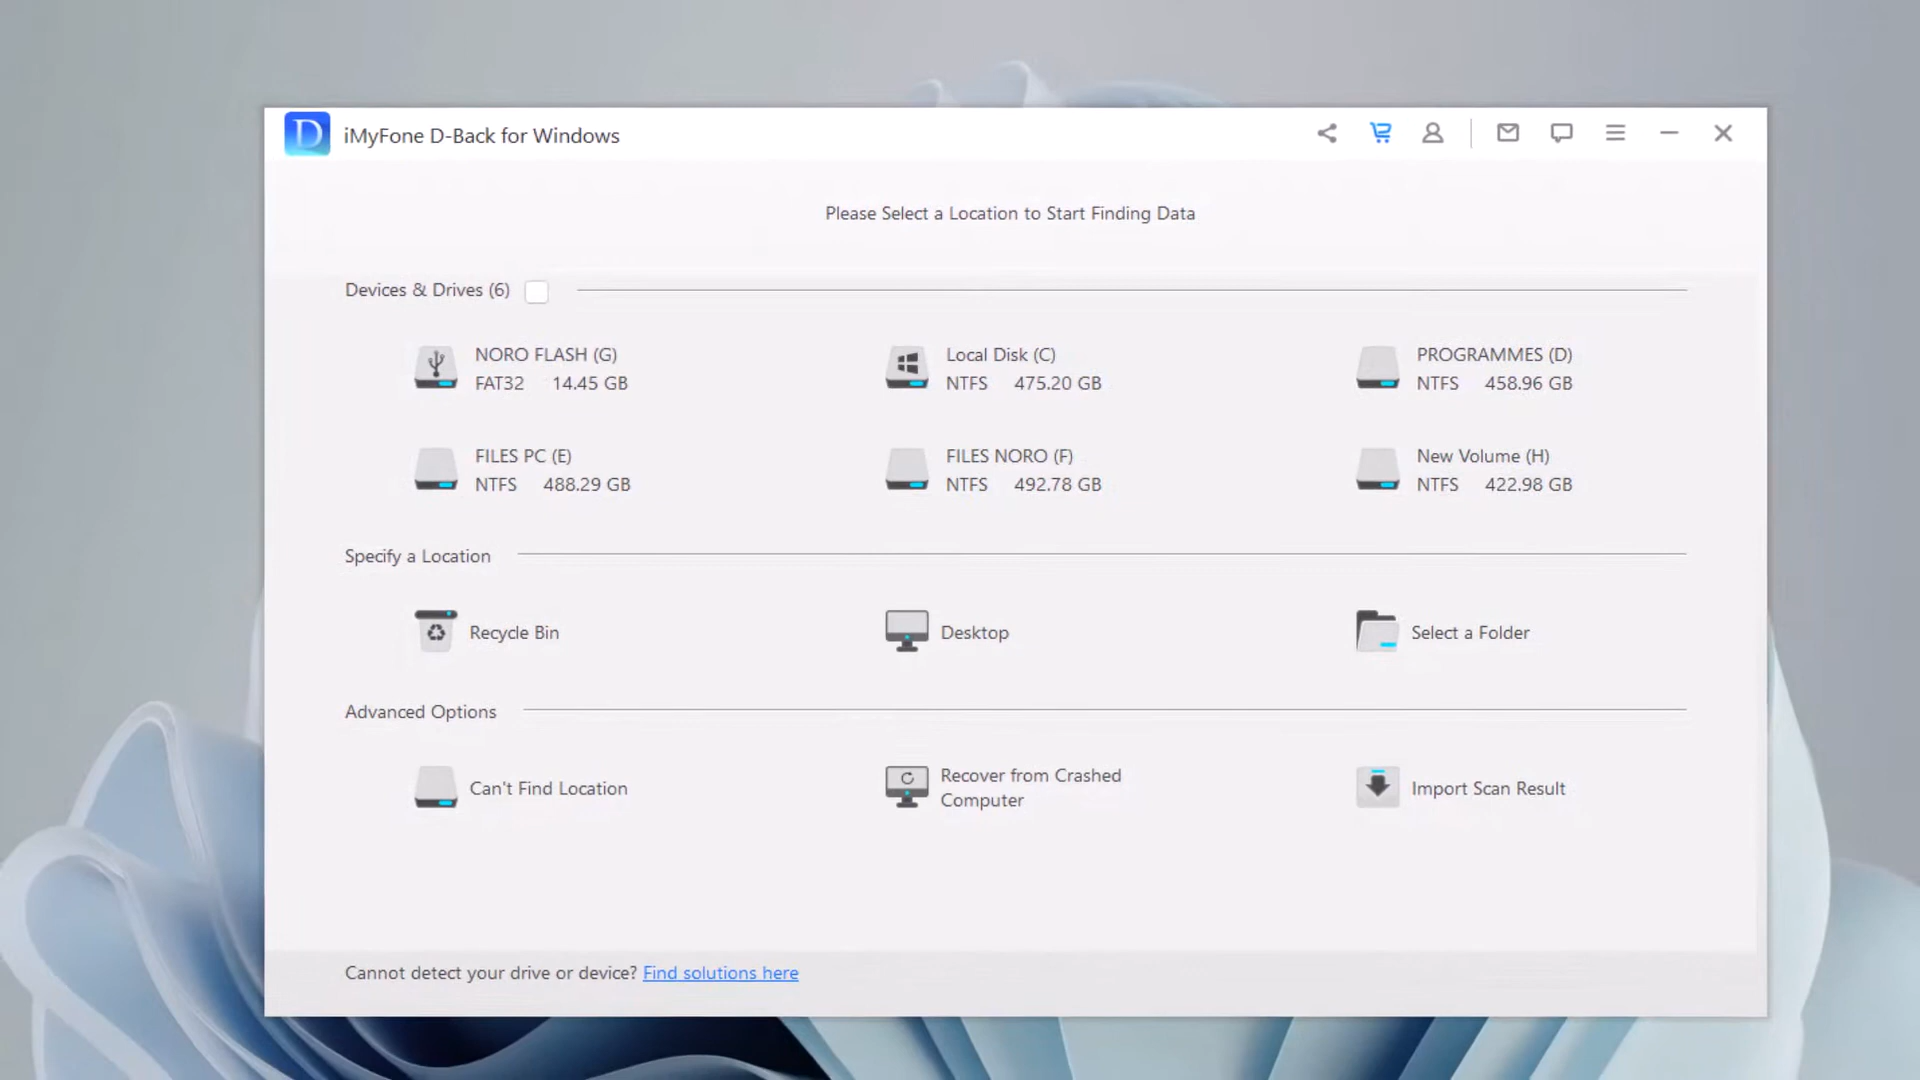 D iMyFone D-Back for Windows
Please Select a Location to Start Finding Data
Devices & Drives (6)
NORO FLASH (G)
FAT32 14.45 GB
Local Disk (C)
NTFS 475.20 GB
PROGRAMMES (D)
NTFS 458.96 GB
FILES PC (E)
NTFS 488.29 GB
FILES NORO (F)
NTFS 492.78 GB
New Volume (H)
NTFS 422.98 GB
Specify a Location
Recycle Bin
Desktop
Select a Folder
Advanced Options
Can't Find Location
Recover from Crashed
Computer
Import Scan Result
Cannot detect your drive or device? Find solutions here